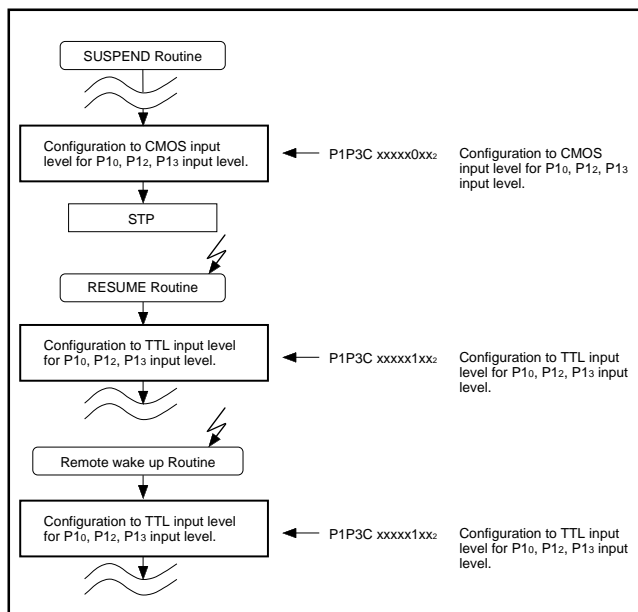 SUSPEND Routine
Configuration to CMOS input
level for P1₀, P1₂, P1₃ input level.
P1P3C xxxxx0xx₂
Configuration to CMOS
input level for P1₀, P1₂, P1₃
input level.
STP
RESUME Routine
Configuration to TTL input level
for P1₀, P1₂, P1₃ input level.
P1P3C xxxxx1xx₂
Configuration to TTL input
level for P1₀, P1₂, P1₃ input
level.
Remote wake up Routine
Configuration to TTL input level
for P1₀, P1₂, P1₃ input level.
P1P3C xxxxx1xx₂
Configuration to TTL input
level for P1₀, P1₂, P1₃ input
level.